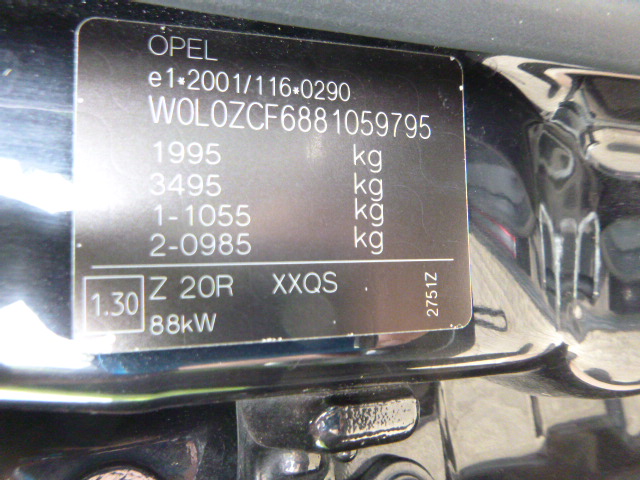 OPEL
e1*2001/116*0290
W0L0ZCF6881059795
1995 kg
3495 kg
1-1055 kg
2-0985 kg
1.30 Z 20R XXQS
88kW
2751Z